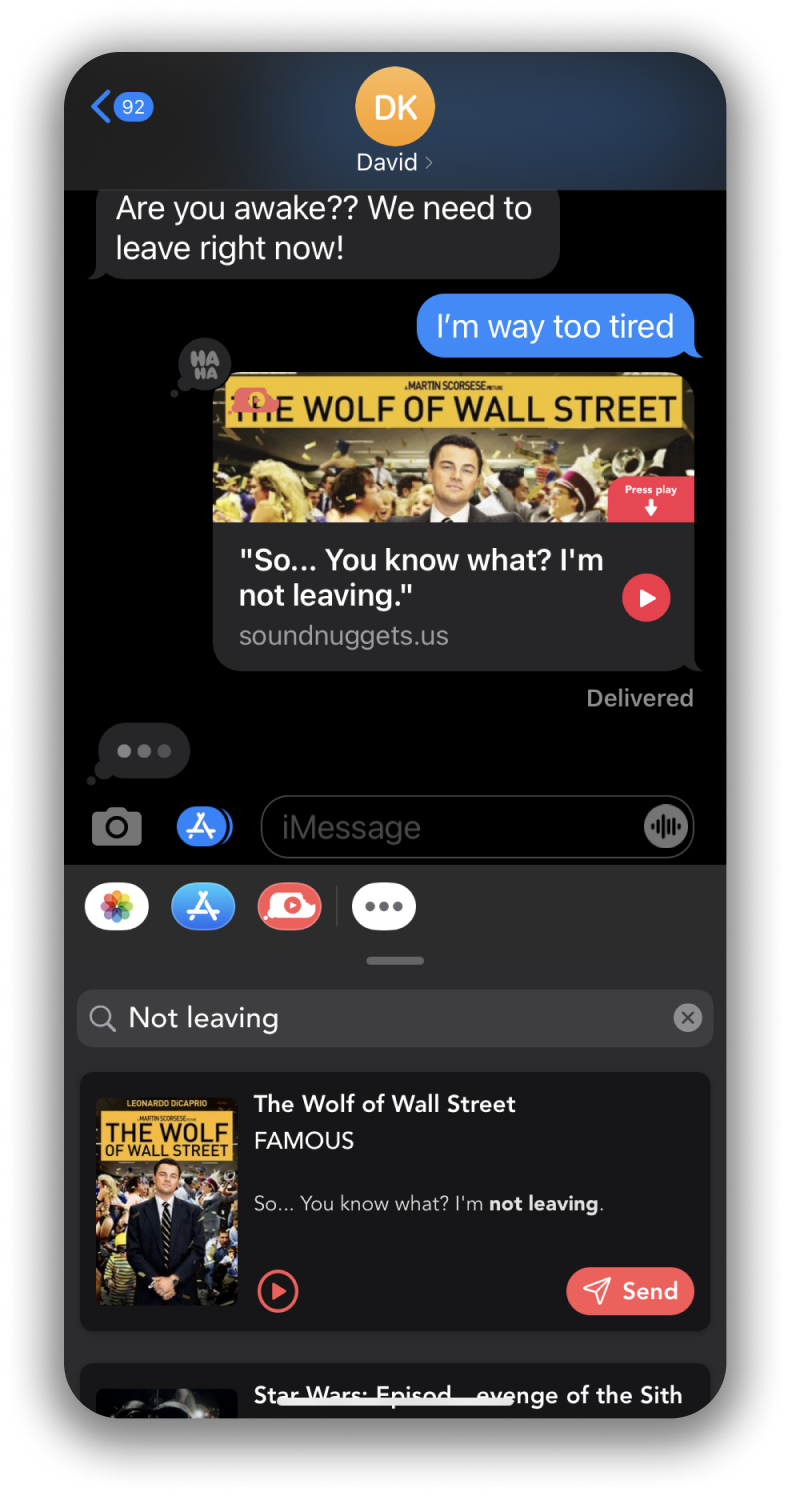 92
DK
David
Are you awake?? We need to
leave right now!
I’m way too tired
HA
HA
A MARTIN SCORSESE PICTURE
THE WOLF OF WALL STREET
Press play
"So... You know what? I'm
not leaving."
soundnuggets.us
Delivered
iMessage
Not leaving
LEONARDO DiCAPRIO
A MARTIN SCORSESE PICTURE
THE WOLF
OF WALL STREET
The Wolf of Wall Street
FAMOUS
So... You know what? I'm not leaving.
Send
Star Wars: Episod...evenge of the Sith